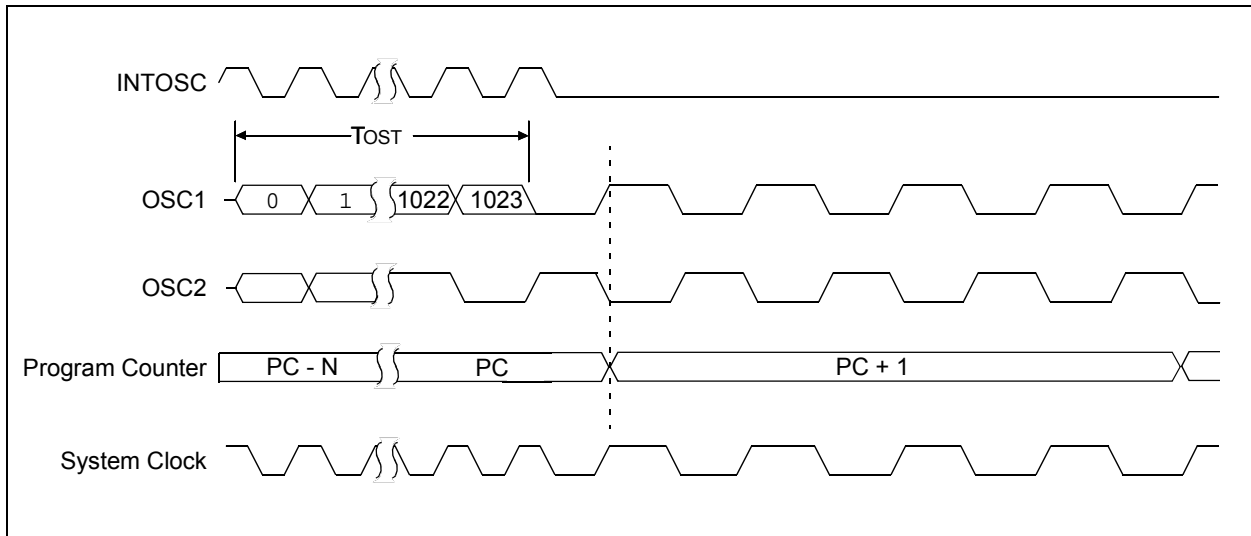 INTOSC
TOST
OSC1 0 1 1022 1023
OSC2
Program Counter PC - N PC PC + 1
System Clock